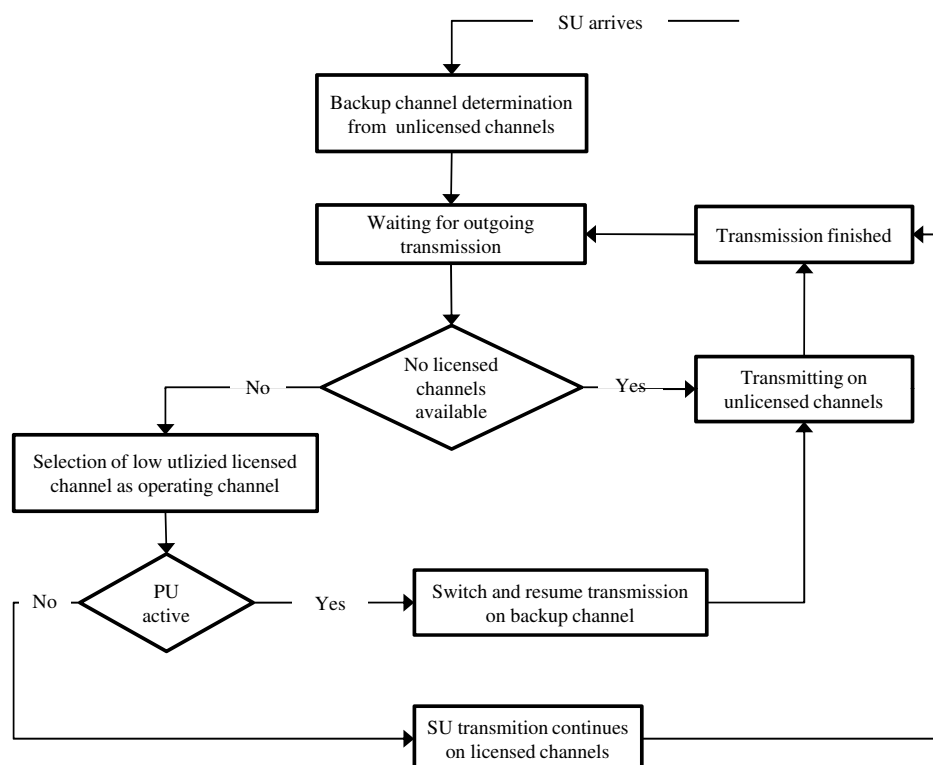 SU arrives
Backup channel determination
from unlicensed channels
Waiting for outgoing
transmission
Transmission finished
No licensed
channels
available
No
Yes
Transmitting on
unlicensed channels
Selection of low utlizied licensed
channel as operating channel
No
PU
active
Yes
Switch and resume transmission
on backup channel
SU transmition continues
on licensed channels